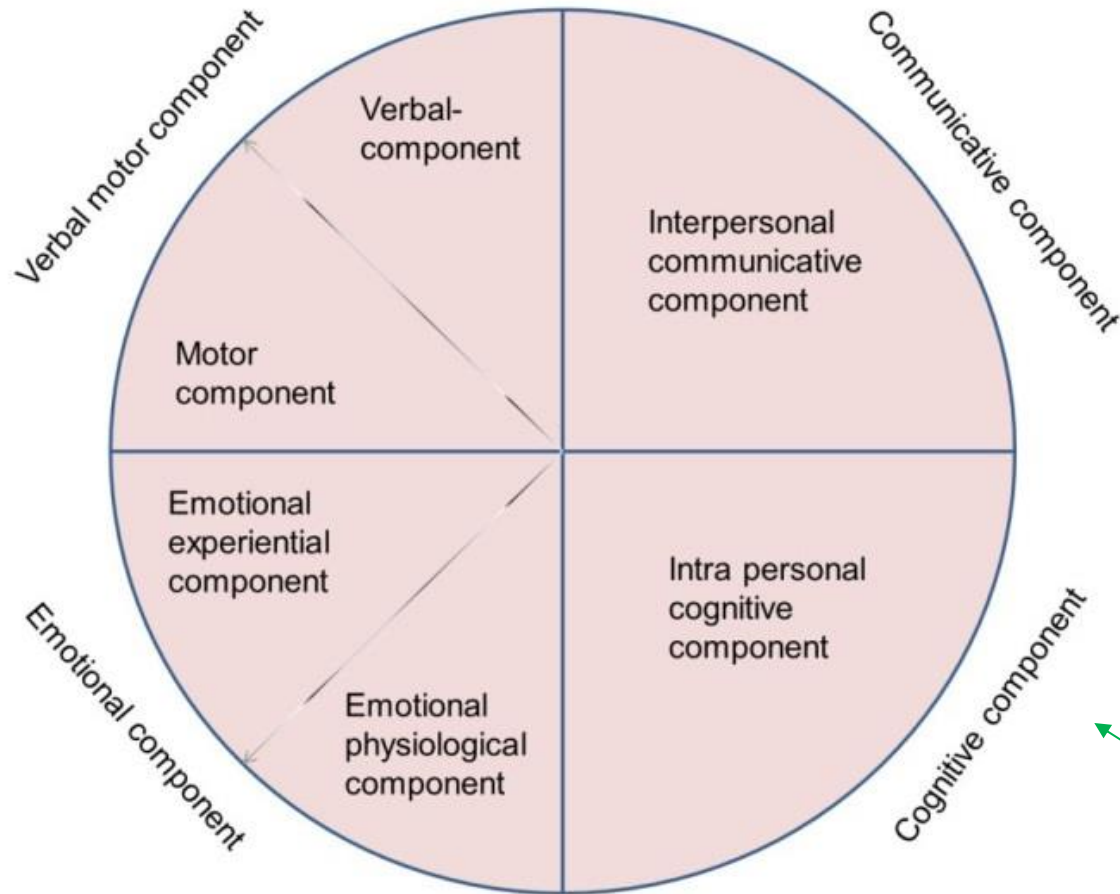 Verbal motor component
Communicative component
Verbal-
component
Interpersonal
communicative
component
Motor
component
Emotional
experiential
component
Intra personal
cognitive
component
Emotional
physiological
component
Emotional component
Cognitive component